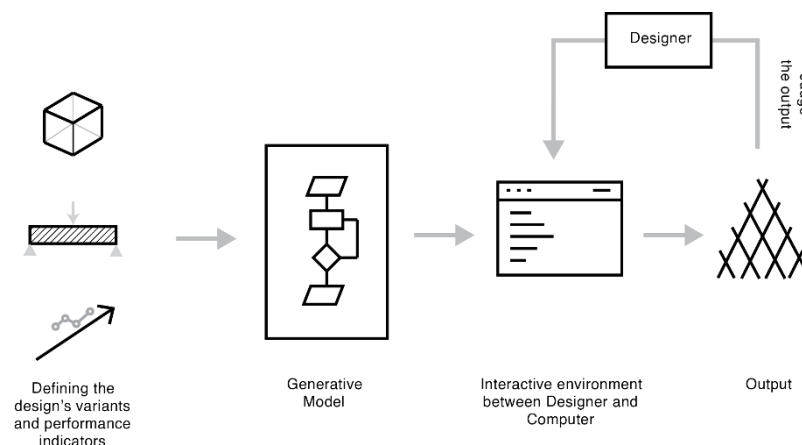 Designer
the output
Defining the
design's variants
and performance
indicators
Generative
Model
Interactive environment
between Designer and
Computer
Output